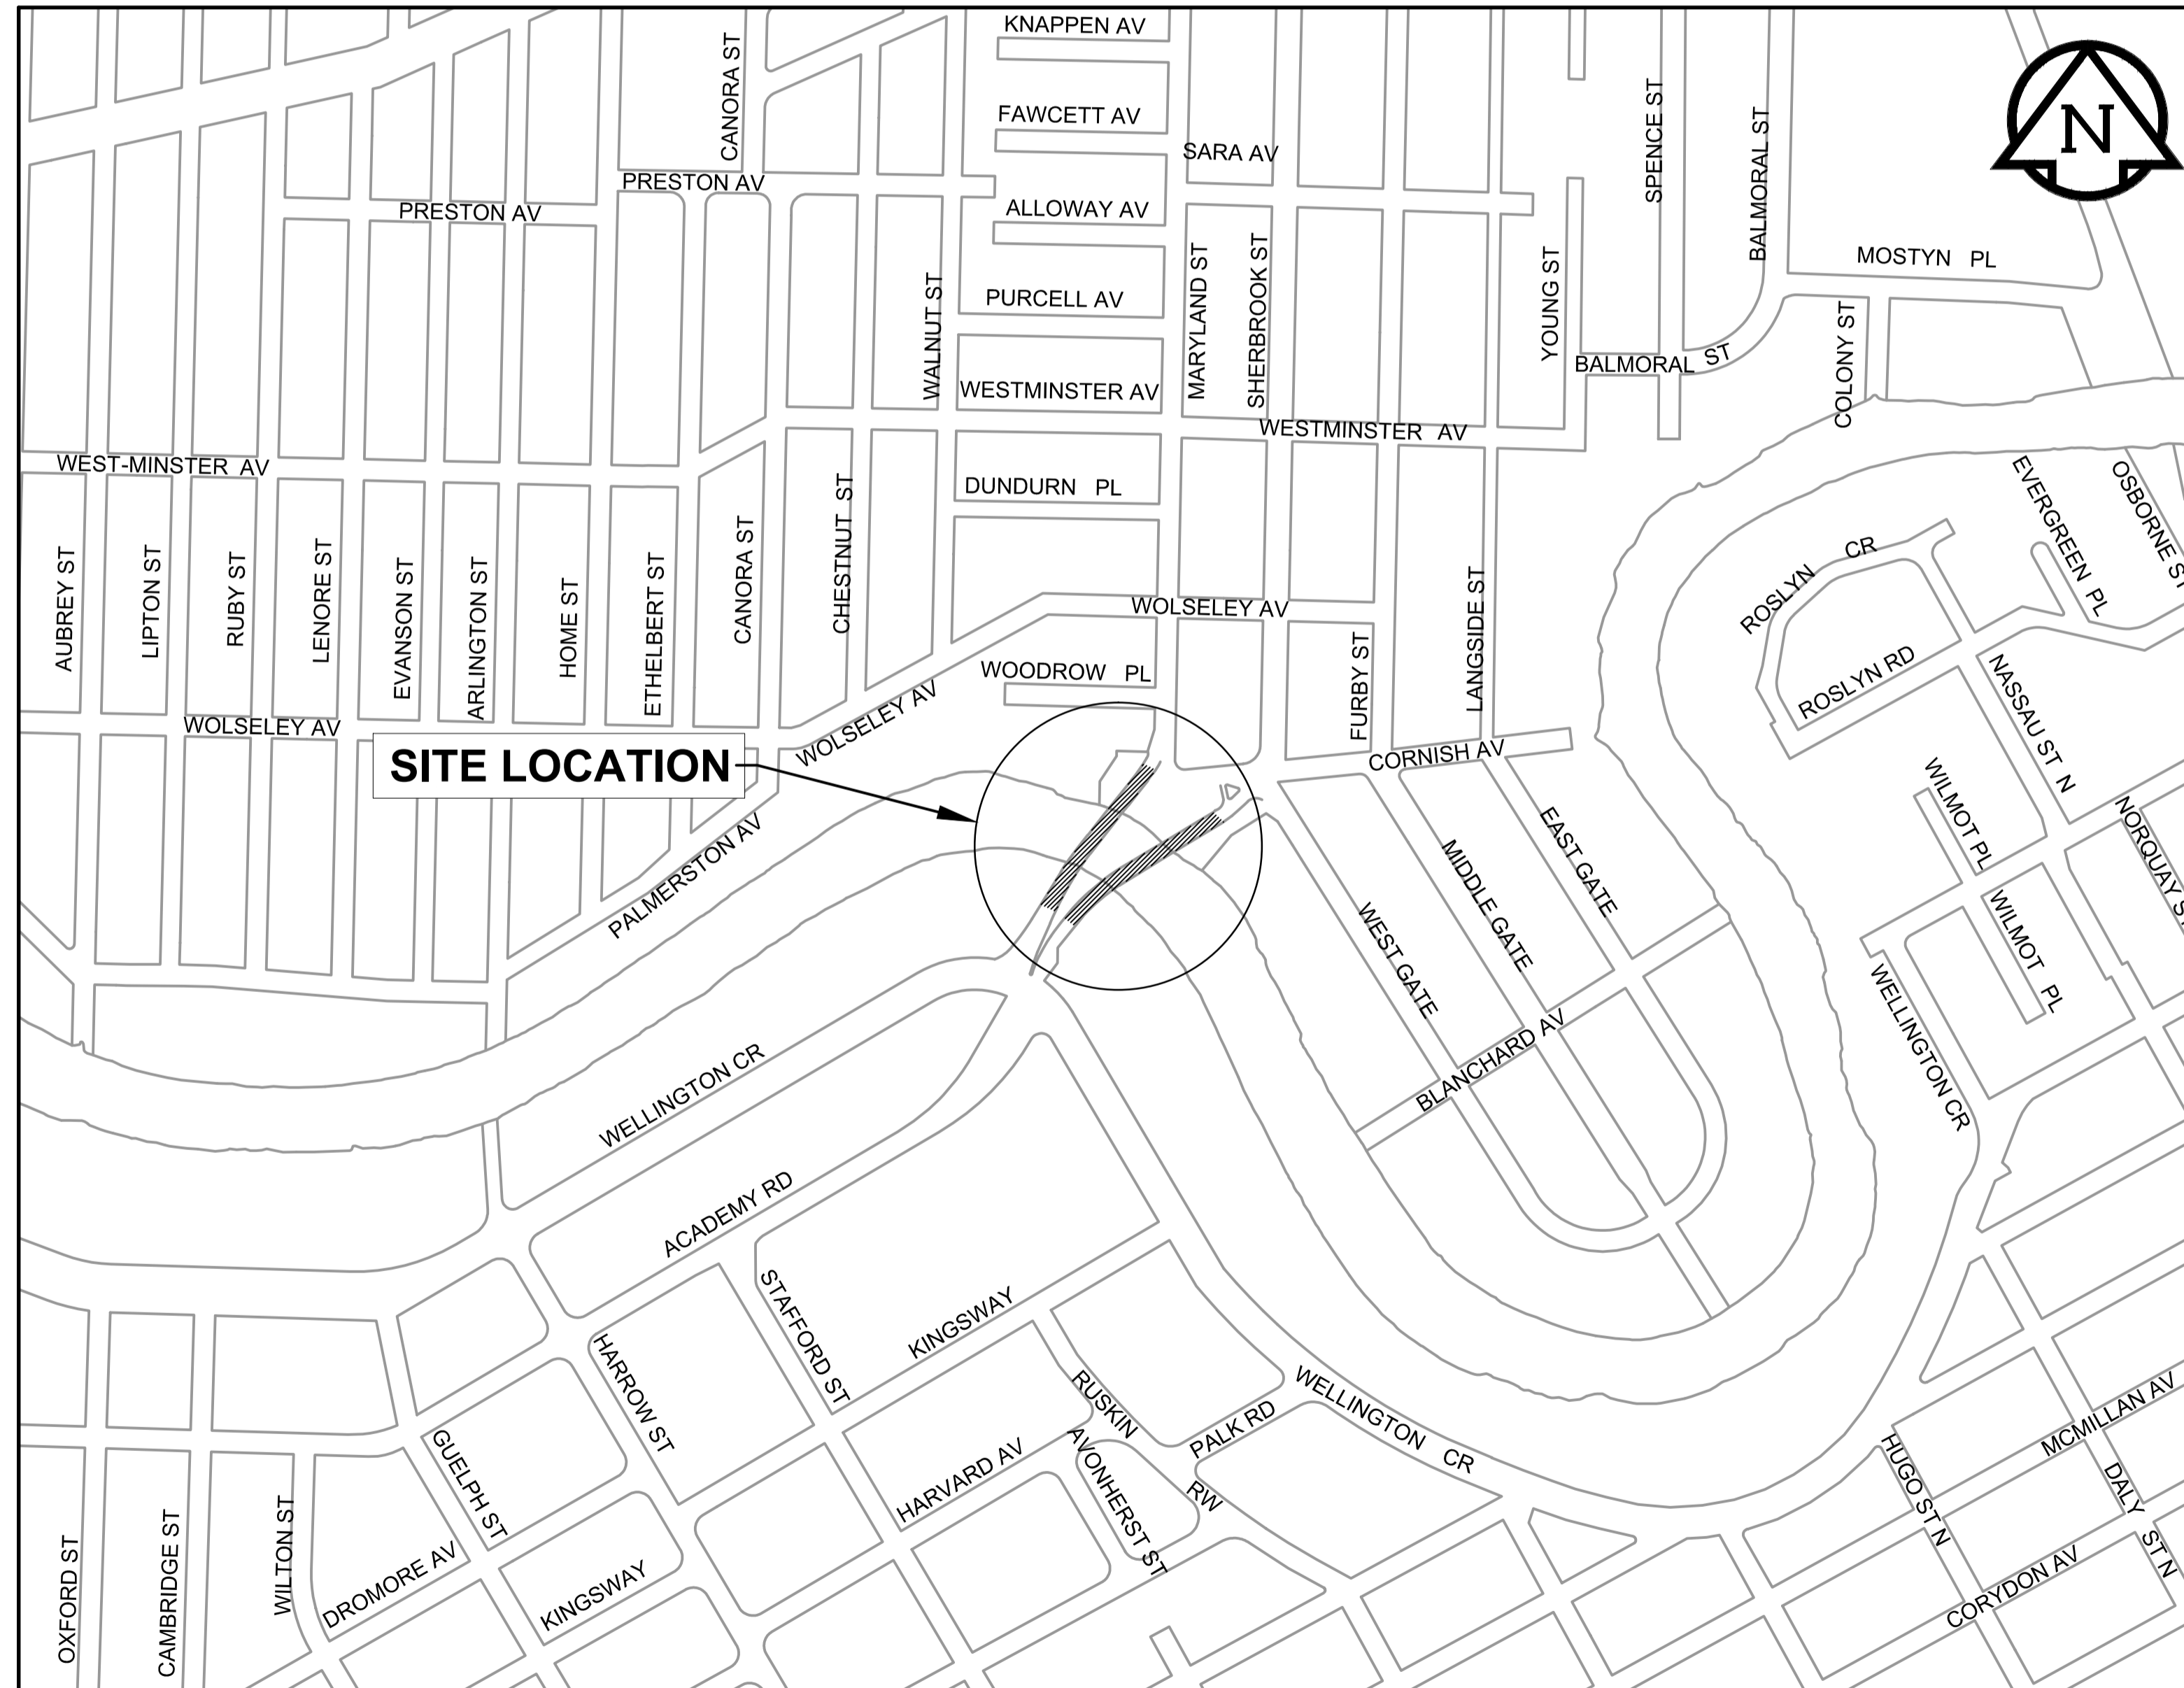 KNAPPEN AV
CANORA ST
FAWCETT AV
SPENCE ST
BALMORAL ST
N
SARA AV
PRESTON AV
PRESTON AV
ALLOWAY AV
MOSTYN PL
WALNUT ST
PURCELL AV
MARYLAND ST
SHERBROOK ST
YOUNG ST
COLONY ST
BALMORAL ST
WESTMINSTER AV
WESTMINSTER AV
WEST-MINSTER AV
DUNDURN PL
CHESTNUT ST
EVERGREEN PL
OSBORNE ST
AUBREY ST
LIPTON ST
RUBY ST
LENORE ST
EVANSON ST
ARLINGTON ST
HOME ST
ETHELBERT ST
CANORA ST
ROSLYN CR
WOLSELEY AV
LANGSIDE ST
FURBY ST
ROSLYN RD
NASSAU ST N
WOODROW PL
WOLSELEY AV
WOLSELEY AV
SITE LOCATION
CORNISH AV
WILMOT PL
NORQUAY ST
EAST GATE
MIDDLE GATE
WEST GATE
PALMERSTON AV
WILMOT PL
WELLINGTON CR
BLANCHARD AV
WELLINGTON CR
ACADEMY RD
STAFFORD ST
KINGSWAY
HARROW ST
RUSKIN RW
PALK RD
WELLINGTON CR
MCMILLAN AV
GUELPH ST
HARVARD AV
AVONHERST ST
HUGO ST N
DALY ST N
OXFORD ST
CAMBRIDGE ST
WILTON ST
DROMORE AV
KINGSWAY
CORYDON AV